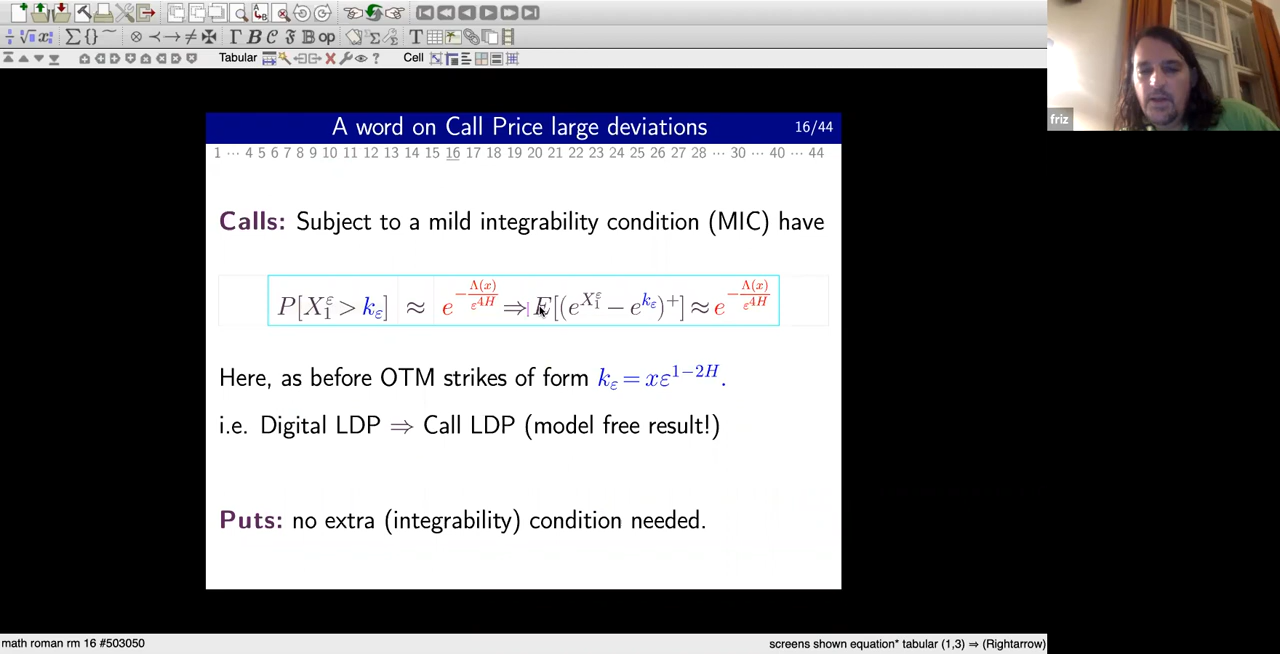 Tabular Cell
friz
A word on Call Price large deviations 16/44
1 ··· 4 5 6 7 8 9 10 11 12 13 14 15 16 17 18 19 20 21 22 23 24 25 26 27 28 ··· 30 ··· 40 ··· 44
Calls: Subject to a mild integrability condition (MIC) have
P[X₁^ε > k_ε] ≈ e^{-Λ(x)/ε^{4H}} ⇒ E[(e^{X₁^ε} − e^{k_ε})^+] ≈ e^{-Λ(x)/ε^{4H}}
Here, as before OTM strikes of form k_ε = xε^{1−2H}.
i.e. Digital LDP ⇒ Call LDP (model free result!)
Puts: no extra (integrability) condition needed.
math roman rm 16 #503050 screens shown equation* tabular (1,3) ⇒ (Rightarrow)